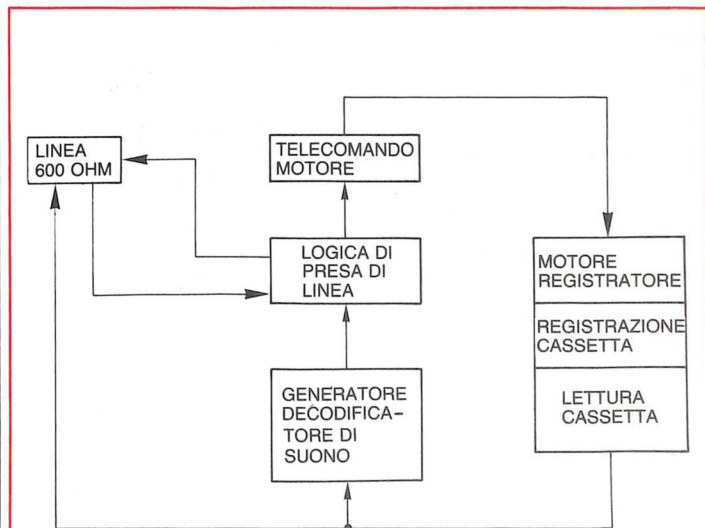 LINEA
600 OHM
TELECOMANDO
MOTORE
LOGICA DI
PRESA DI
LINEA
MOTORE
REGISTRATORE
REGISTRAZIONE
CASSETTA
LETTURA
CASSETTA
GENERATORE
DECODIFICA-
TORE DI
SUONO